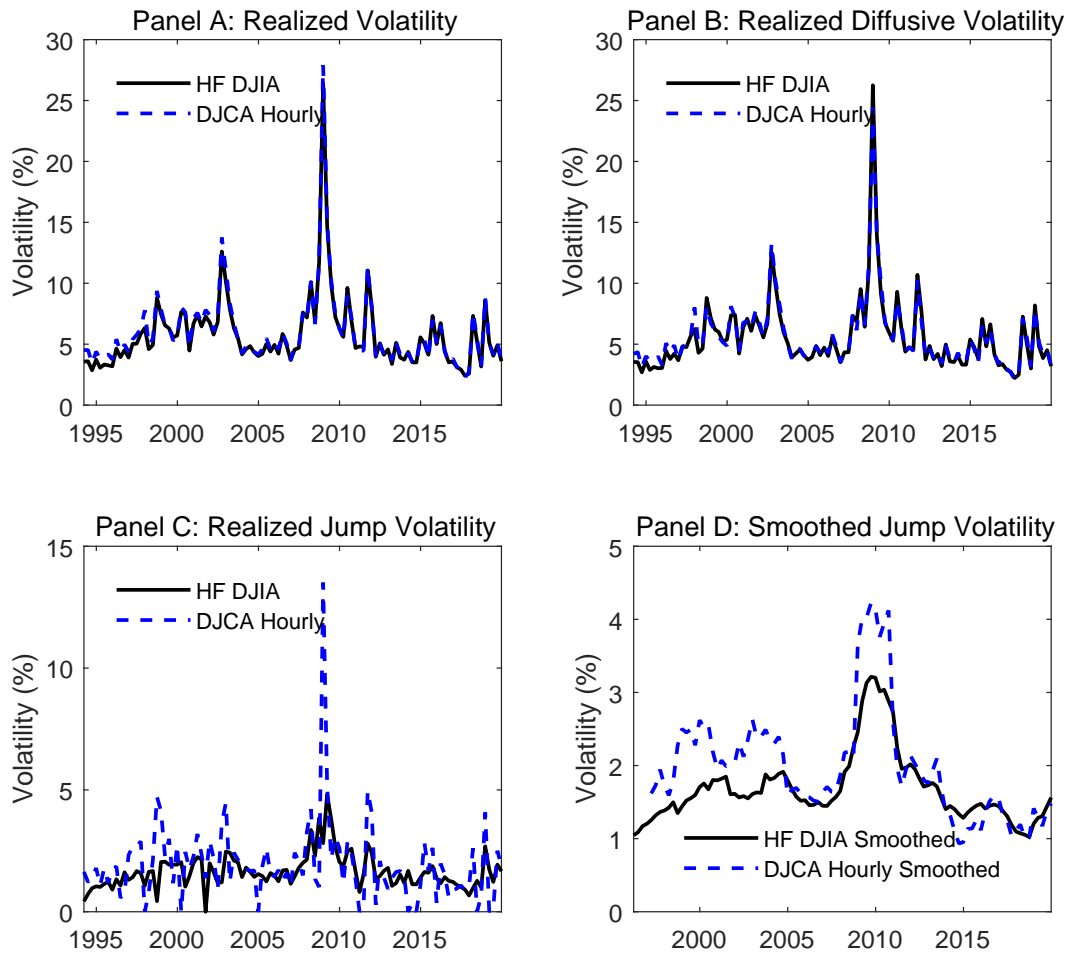 Panel A: Realized Volatility
Volatility (%)
30
25
20
15
10
5
0
HF DJIA
DJCA Hourly
1995 2000 2005 2010 2015
Panel B: Realized Diffusive Volatility
Volatility (%)
30
25
20
15
10
5
0
HF DJIA
DJCA Hourly
1995 2000 2005 2010 2015
Panel C: Realized Jump Volatility
Volatility (%)
15
10
5
0
HF DJIA
DJCA Hourly
1995 2000 2005 2010 2015
Panel D: Smoothed Jump Volatility
Volatility (%)
5
4
3
2
1
0
HF DJIA Smoothed
DJCA Hourly Smoothed
2000 2005 2010 2015